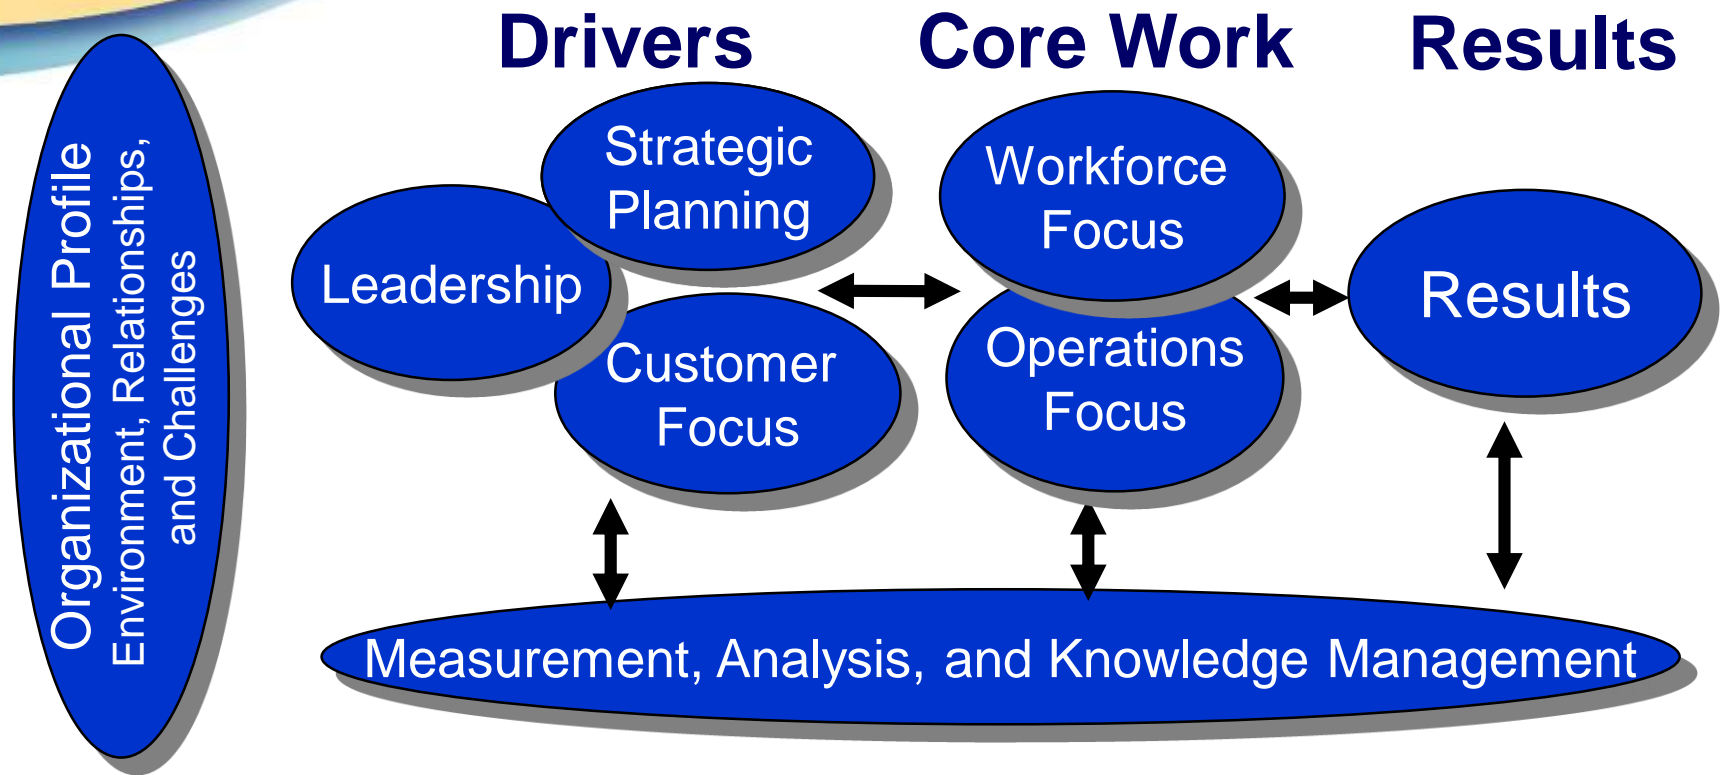 Drivers
Core Work
Results
Organizational Profile
Environment, Relationships,
and Challenges
Leadership
Strategic
Planning
Customer
Focus
Workforce
Focus
Operations
Focus
Results
Measurement, Analysis, and Knowledge Management